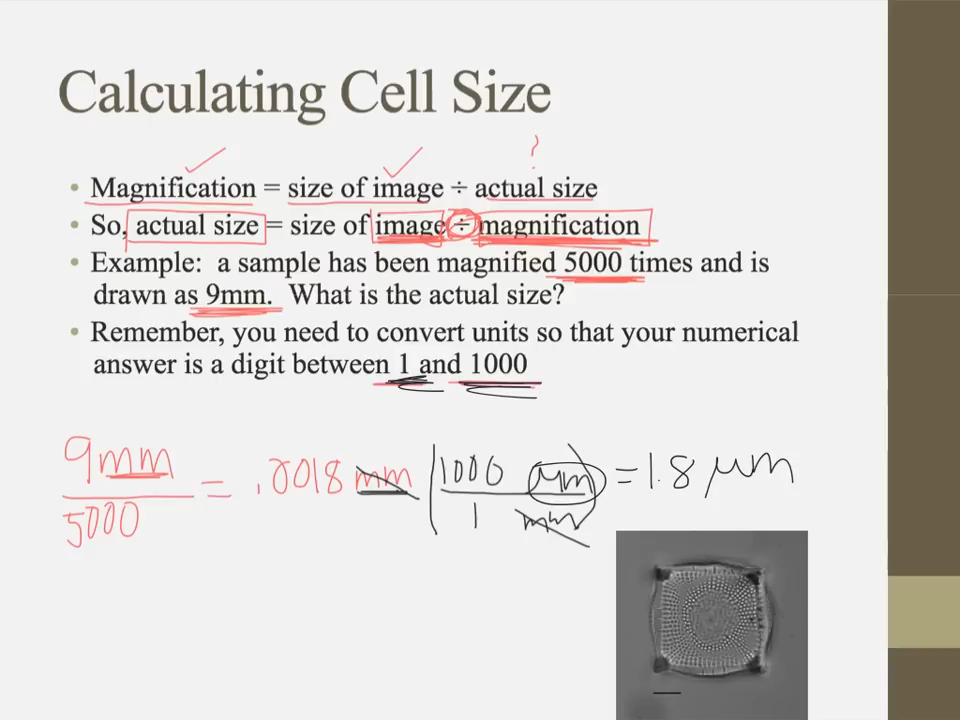 Calculating Cell Size
?
• Magnification = size of image ÷ actual size
• So, actual size = size of image ÷ magnification
• Example: a sample has been magnified 5000 times and is
drawn as 9mm. What is the actual size?
• Remember, you need to convert units so that your numerical
answer is a digit between 1 and 1000
9mm / 5000 = .0018 mm (1000 μm / 1 mm) = 1.8 μm